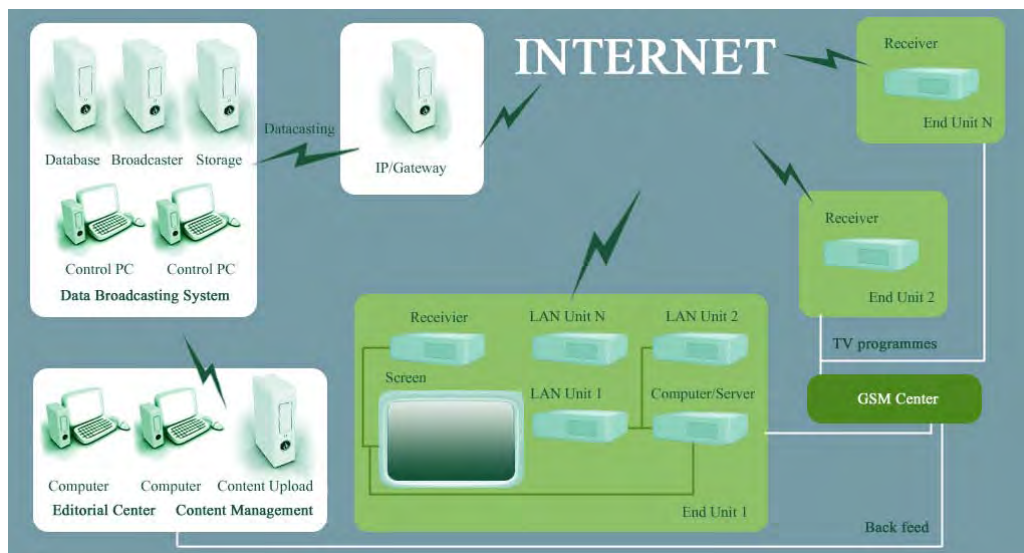 INTERNET
Database Broadcaster Storage
Control PC Control PC
Data Broadcasting System
Datacasting
IP/Gateway
Receiver
End Unit N
Receiver
End Unit 2
TV programmes
GSM Center
Receivier
LAN Unit N
LAN Unit 2
Screen
LAN Unit 1
Computer/Server
End Unit 1
Computer Computer Content Upload
Editorial Center Content Management
Back feed